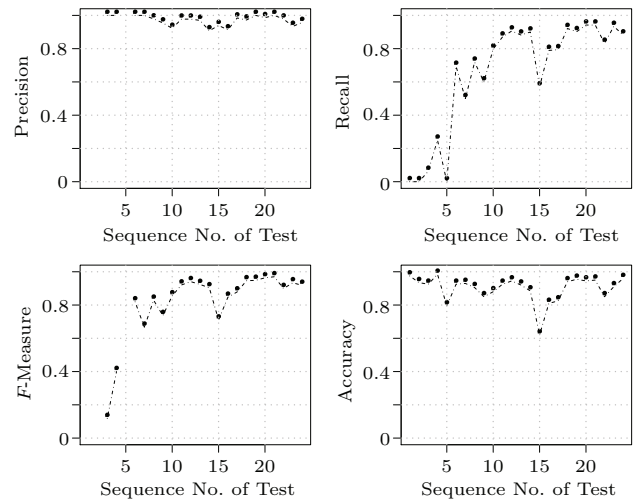 Precision
0.8
0.4
0
5 10 15 20
Sequence No. of Test
Recall
0.8
0.4
0
5 10 15 20
Sequence No. of Test
F-Measure
0.8
0.4
0
5 10 15 20
Sequence No. of Test
Accuracy
0.8
0.4
0
5 10 15 20
Sequence No. of Test